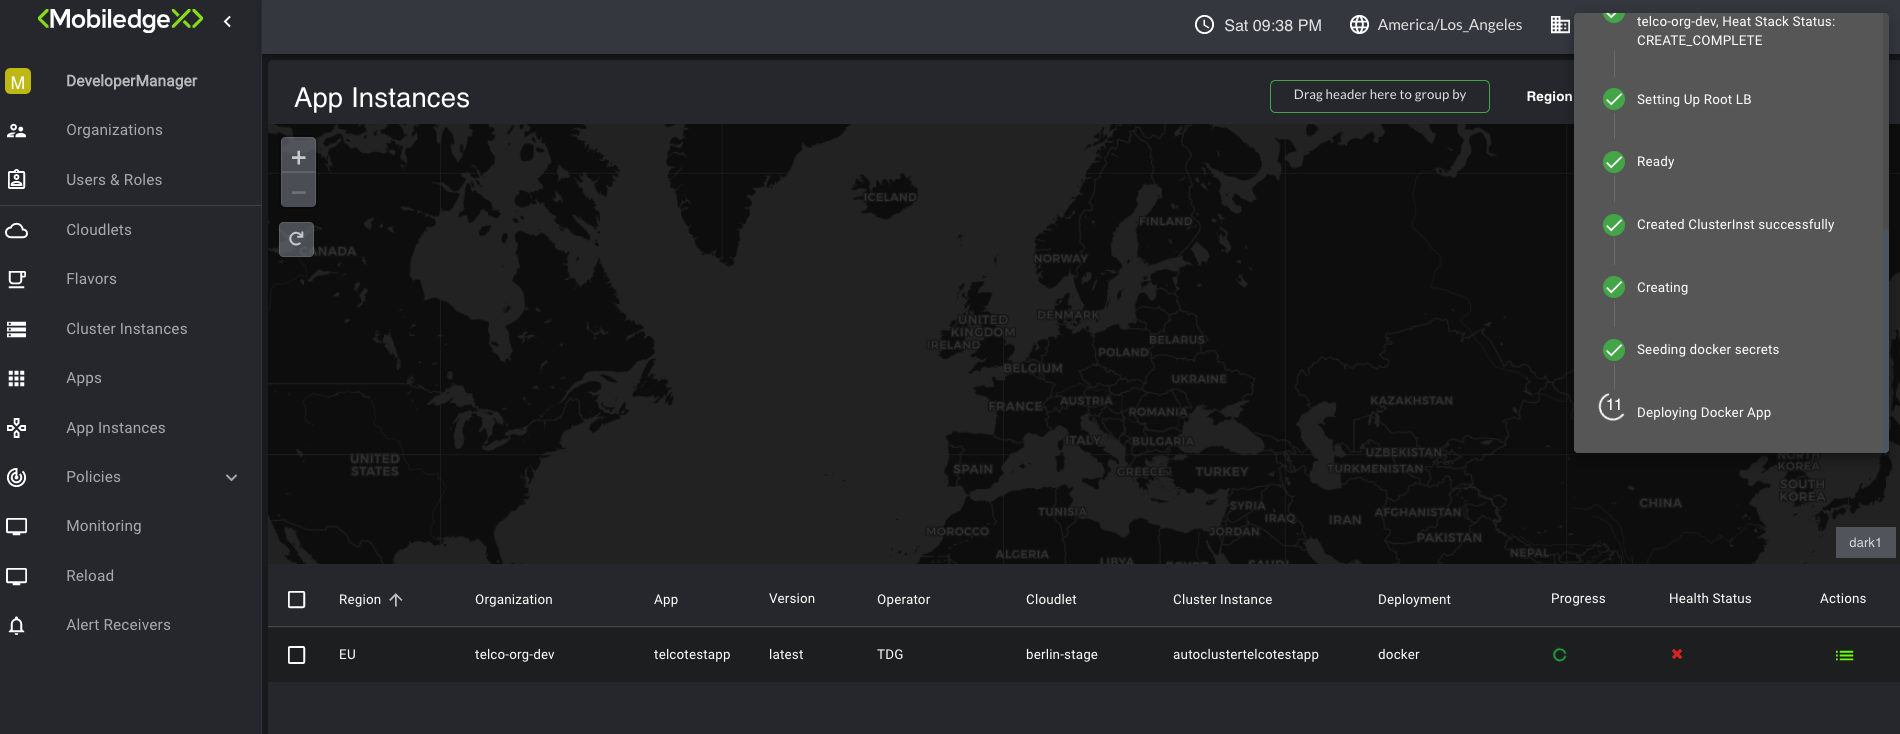 <MobiledgeX>
Sat 09:38 PM
America/Los_Angeles
M
DeveloperManager
Organizations
Users & Roles
Cloudlets
Flavors
Cluster Instances
Apps
App Instances
Policies
Monitoring
Reload
Alert Receivers
App Instances
Drag header here to group by
Region
telco-org-dev, Heat Stack Status:
CREATE_COMPLETE
Setting Up Root LB
Ready
Created ClusterInst successfully
Creating
Seeding docker secrets
11
Deploying Docker App
+
−
ICELAND
CANADA
FINLAND
NORWAY
UNITED
KINGDOM
DENMARK
IRELAND
BELARUS
POLAND
BELGIUM
UKRAINE
AUSTRIA
KAZAKHSTAN
FRANCE
ROMANIA
ITALY
BULGARIA
UNITED
STATES
UZBEKISTAN
SPAIN
GREECE
TURKEY
TURKMENISTAN
NORTH
KOREA
SOUTH
KOREA
CHINA
TUNISIA
SYRIA
IRAQ
IRAN
AFGHANISTAN
MOROCCO
JORDAN
PAKISTAN
ALGERIA
LIBYA
NEPAL
dark1
Region Organization App Version Operator Cloudlet Cluster Instance Deployment Progress Health Status Actions
EU telco-org-dev telcotestapp latest TDG berlin-stage autoclustertelcotestapp docker